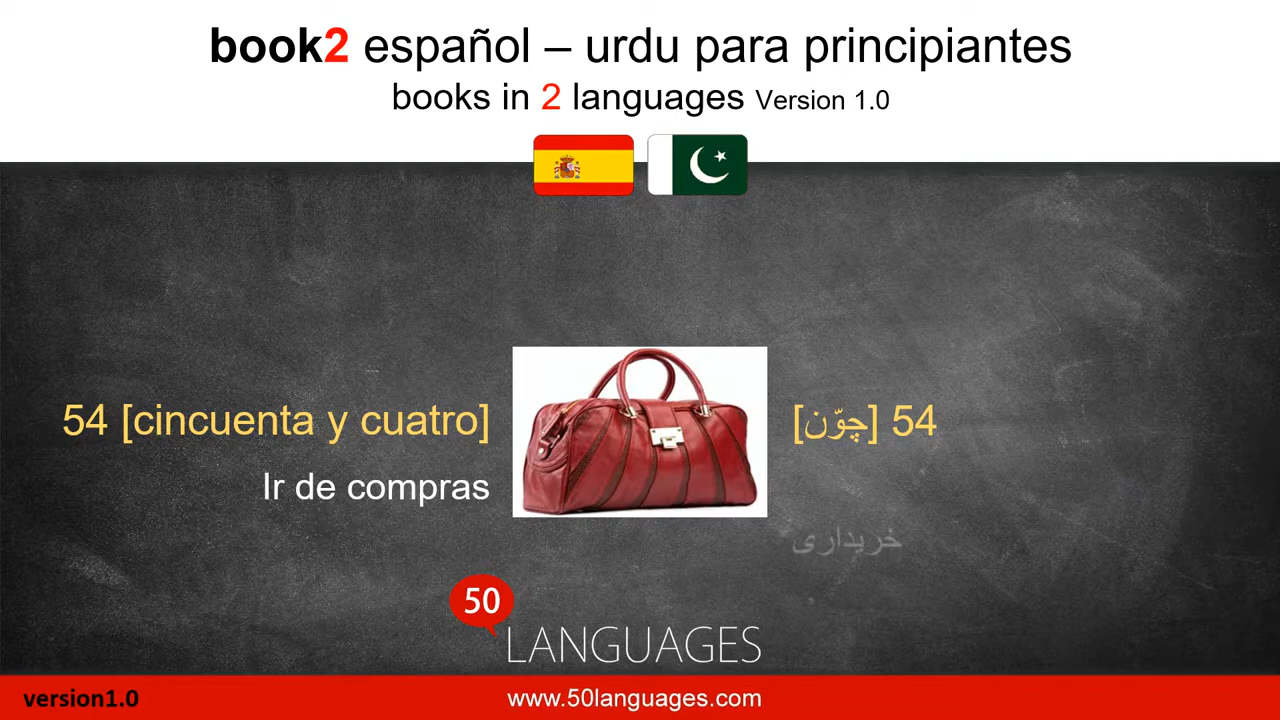 book2 español – urdu para principiantes
books in 2 languages Version 1.0
54 [cincuenta y cuatro]
54 [چوّن]
Ir de compras
خریداری
50
LANGUAGES
version1.0
www.50languages.com